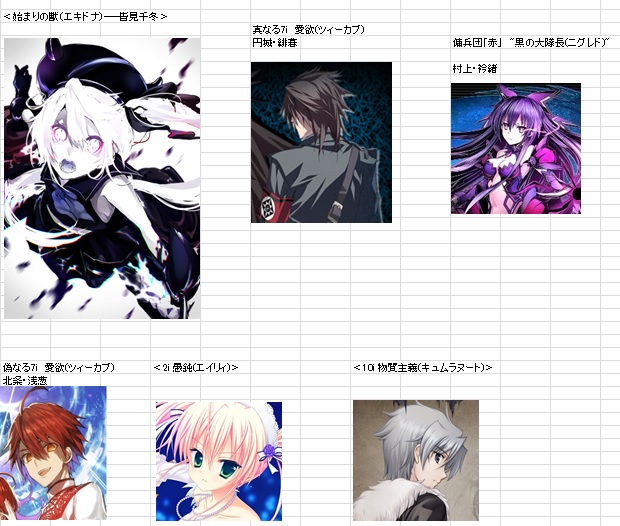 <始まりの獣(エキドナ)──皆見千冬>
真なる7i　愛欲(ツィーカブ)
円城・緋春
傭兵団「赤」　~黒の大隊長(ニグレド)~
村上・衿緒
偽なる7i　愛欲(ツィーカブ)
北条・浅葱
<2i 愚鈍(エイリィ)>
<10i 物質主義(キュムラヌート)>